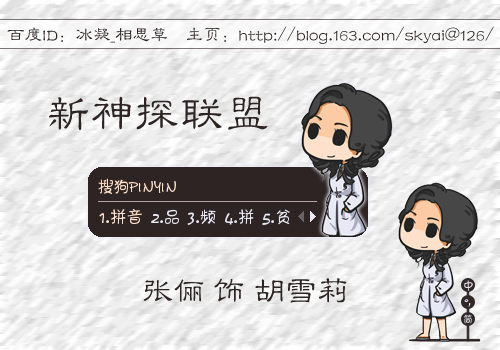 百度ID：冰凝_相思草 主页：http://blog.163.com/skyai@126/
新神探联盟
搜狗PINYIN
1.拼音 2.品 3.频 4.拼 5.贫
张俪 饰 胡雪莉
中
°,
简